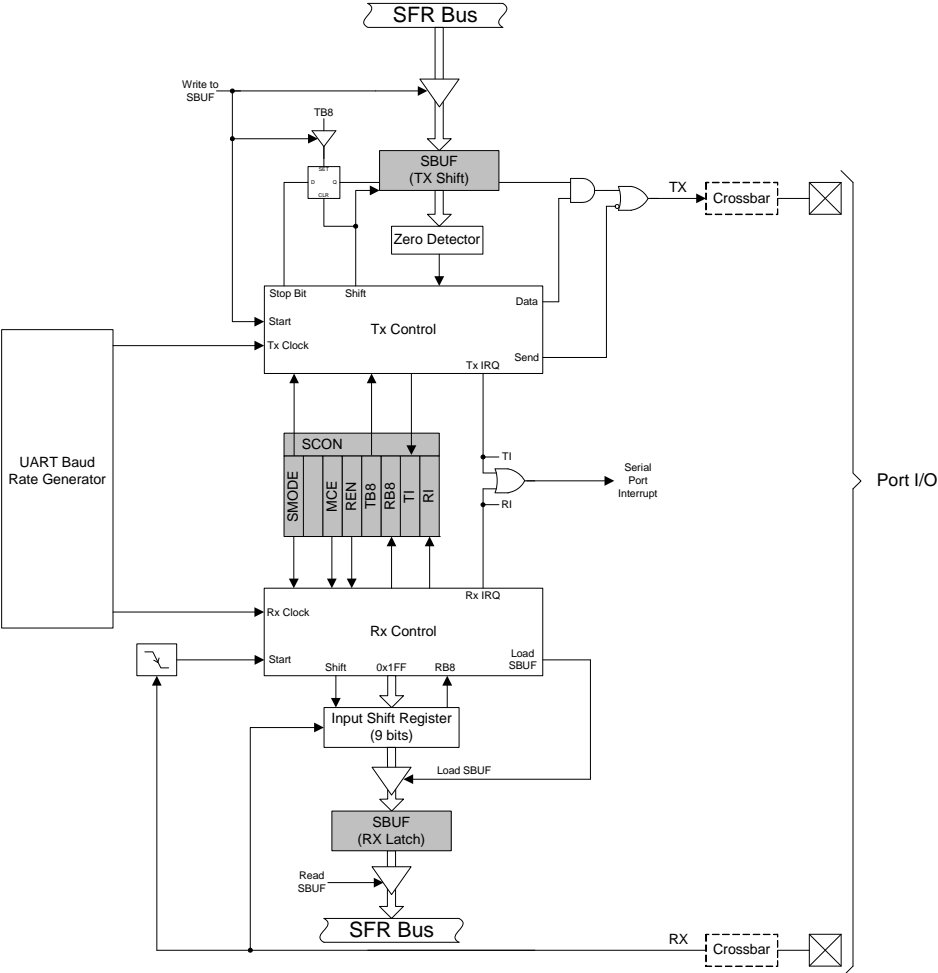 SFR Bus
Write to
SBUF
TB8
SET
D
Q
CLR
SBUF
(TX Shift)
TX
Crossbar
Zero Detector
Stop Bit
Shift
Data
Start
Tx Control
Tx Clock
Send
Tx IRQ
UART Baud
Rate Generator
SCON
SMODE
MCE
REN
TB8
RB8
TI
RI
TI
RI
Serial
Port
Interrupt
Port I/O
Rx IRQ
Rx Clock
Rx Control
Start
Load
SBUF
Shift
0x1FF
RB8
Input Shift Register
(9 bits)
Load SBUF
SBUF
(RX Latch)
Read
SBUF
SFR Bus
RX
Crossbar